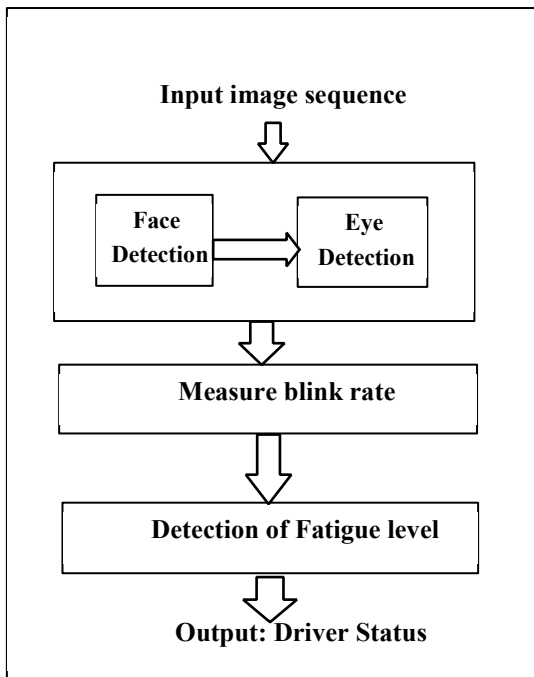 Input image sequence
Face
Detection
Eye
Detection
Measure blink rate
Detection of Fatigue level
Output: Driver Status